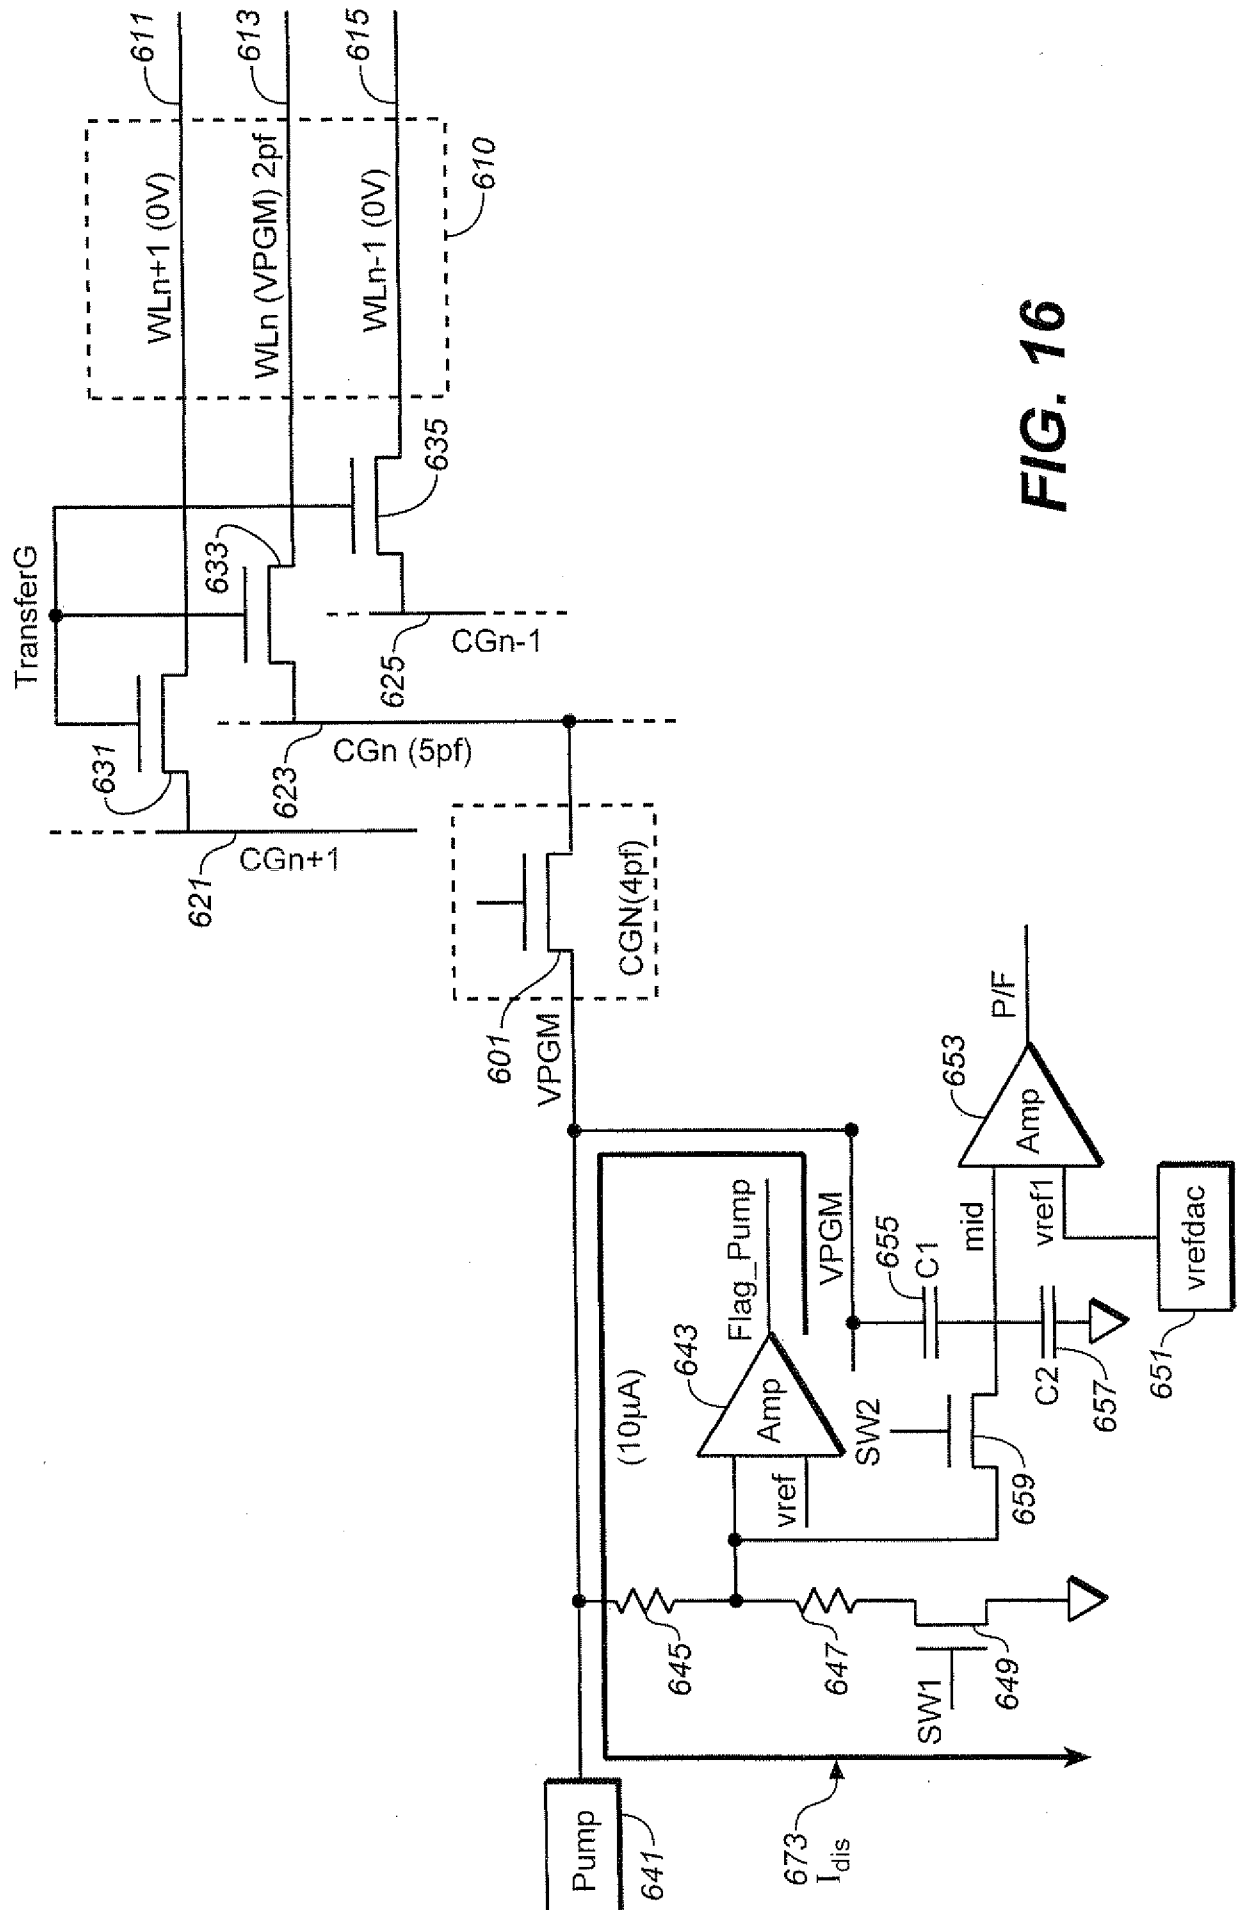 TransferG
WLn+1 (0V)
611
WLn (VPGM) 2pf
613
WLn-1 (0V)
615
610
631
633
635
621
CGn+1
623
CGn (5pf)
625
CGn-1
601
CGN(4pf)
VPGM
Pump
641
(10µA)
645
647
SW1
649
673
Idis
643
Amp
vref
Flag_Pump
VPGM
SW2
659
655
C1
C2
657
mid
vref1
653
Amp
P/F
vrefdac
651
FIG. 16